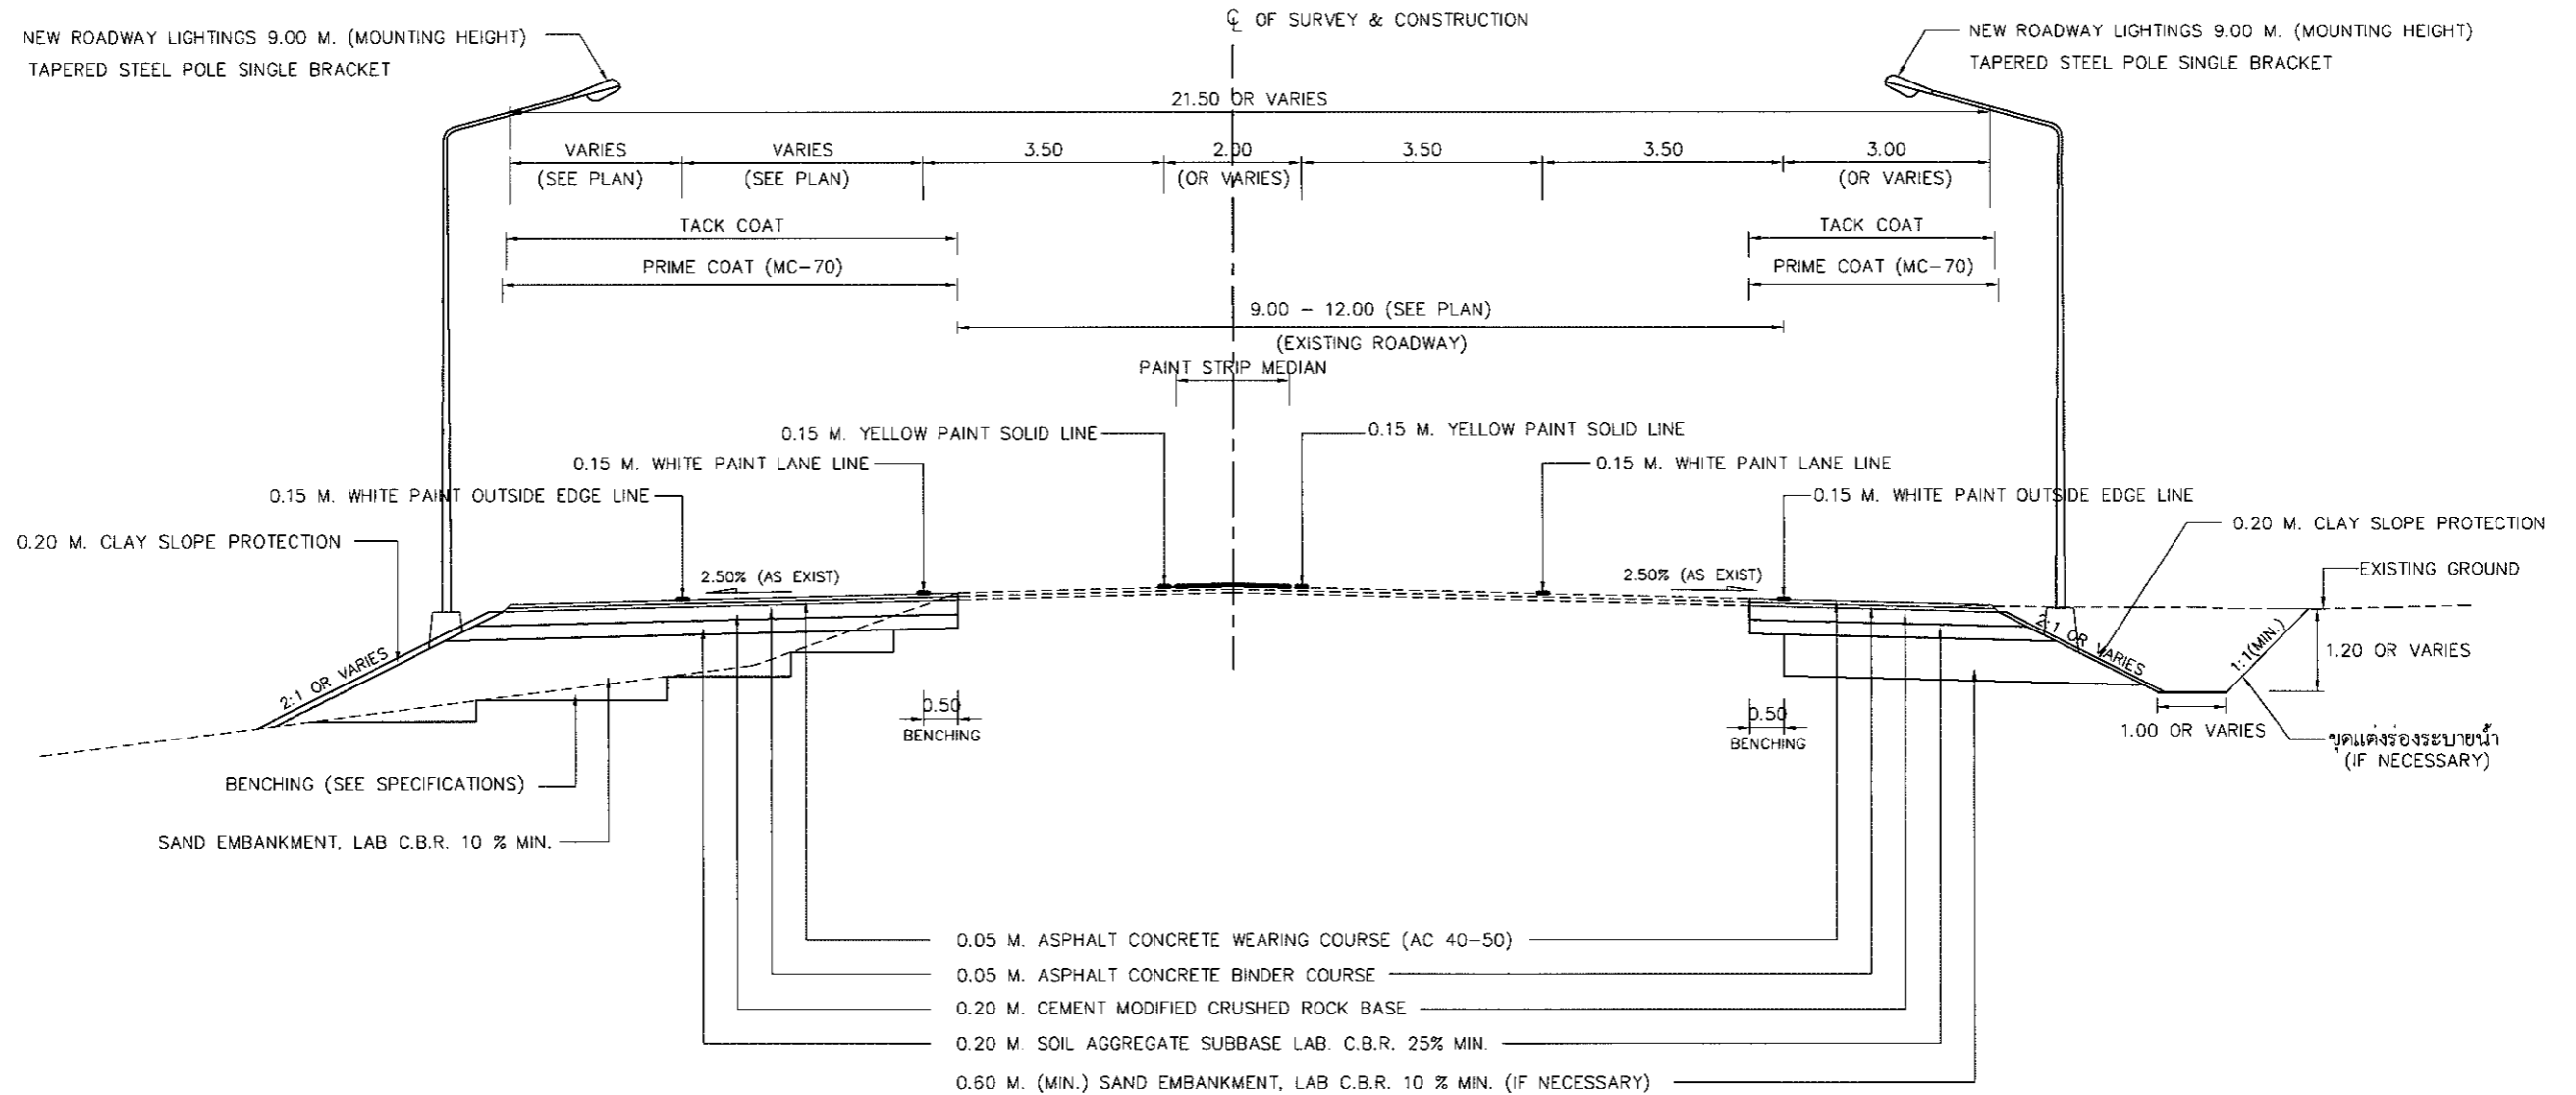 ℄ OF SURVEY & CONSTRUCTION
NEW ROADWAY LIGHTINGS 9.00 M. (MOUNTING HEIGHT)
TAPERED STEEL POLE SINGLE BRACKET
NEW ROADWAY LIGHTINGS 9.00 M. (MOUNTING HEIGHT)
TAPERED STEEL POLE SINGLE BRACKET
21.50 OR VARIES
VARIES
(SEE PLAN)
VARIES
(SEE PLAN)
3.50
2.00
(OR VARIES)
3.50
3.50
3.00
(OR VARIES)
TACK COAT
TACK COAT
PRIME COAT (MC-70)
PRIME COAT (MC-70)
9.00 - 12.00 (SEE PLAN)
(EXISTING ROADWAY)
PAINT STRIP MEDIAN
0.15 M. YELLOW PAINT SOLID LINE
0.15 M. YELLOW PAINT SOLID LINE
0.15 M. WHITE PAINT LANE LINE
0.15 M. WHITE PAINT LANE LINE
0.15 M. WHITE PAINT OUTSIDE EDGE LINE
0.15 M. WHITE PAINT OUTSIDE EDGE LINE
0.20 M. CLAY SLOPE PROTECTION
0.20 M. CLAY SLOPE PROTECTION
2.50% (AS EXIST)
2.50% (AS EXIST)
EXISTING GROUND
2:1 OR VARIES
2:1 OR VARIES
1:1(MIN.)
1.20 OR VARIES
0.50
BENCHING
0.50
BENCHING
1.00 OR VARIES
ขุดแต่งร่องระบายน้ำ
(IF NECESSARY)
BENCHING (SEE SPECIFICATIONS)
SAND EMBANKMENT, LAB C.B.R. 10 % MIN.
0.05 M. ASPHALT CONCRETE WEARING COURSE (AC 40-50)
0.05 M. ASPHALT CONCRETE BINDER COURSE
0.20 M. CEMENT MODIFIED CRUSHED ROCK BASE
0.20 M. SOIL AGGREGATE SUBBASE LAB. C.B.R. 25% MIN.
0.60 M. (MIN.) SAND EMBANKMENT, LAB C.B.R. 10 % MIN. (IF NECESSARY)